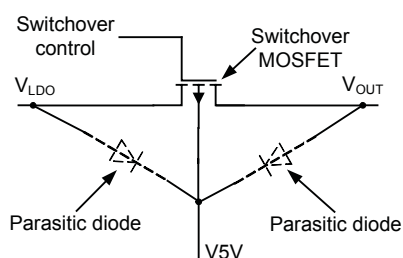 Switchover
control
Switchover
MOSFET
VLDO
VOUT
Parasitic diode
Parasitic diode
V5V